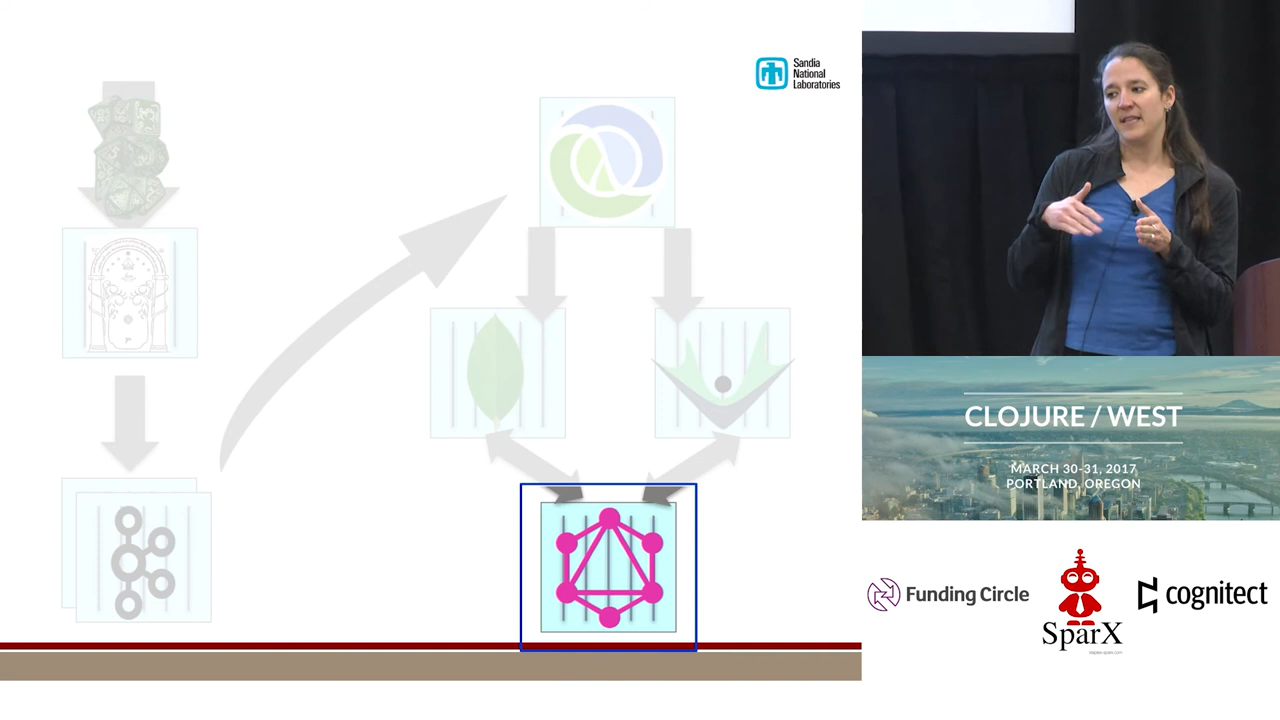 Sandia
National
Laboratories
CLOJURE / WEST
MARCH 30-31, 2017
PORTLAND, OREGON
Funding Circle
SparX
cognitect